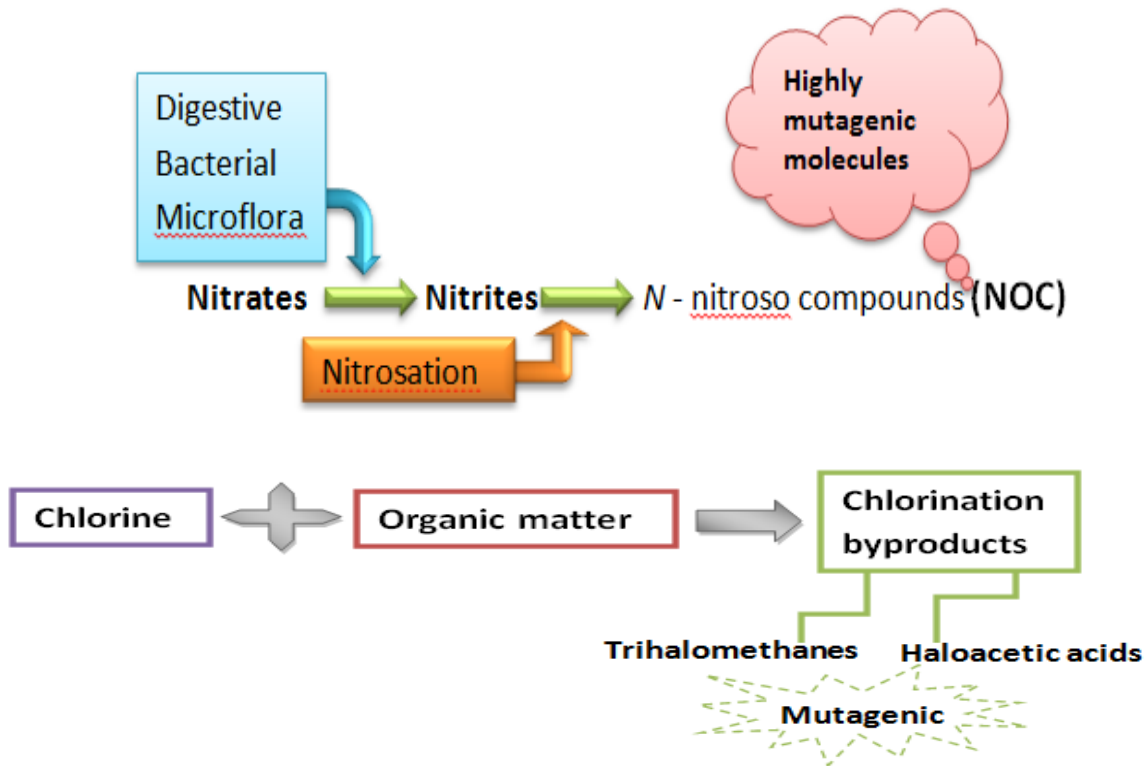 Digestive
Bacterial
Microflora
Highly
mutagenic
molecules
Nitrates Nitrites N - nitroso compounds (NOC)
Nitrosation
Chlorine Organic matter
Chlorination
byproducts
Trihalomethanes Haloacetic acids
Mutagenic